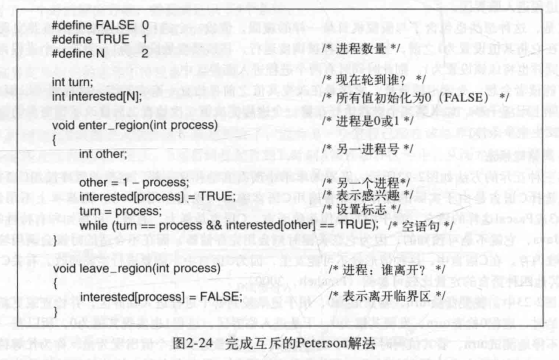 #define FALSE 0
#define TRUE 1
#define N 2 /* 进程数量 */
int turn; /* 现在轮到谁？ */
int interested[N]; /* 所有值初始化为0（FALSE）*/
void enter_region(int process) /* 进程是0或1 */
{
int other; /* 另一进程号 */
other = 1 – process; /* 另一个进程*/
interested[process] = TRUE; /* 表示感兴趣 */
turn = process; /* 设置标志 */
while (turn == process && interested[other] == TRUE); /* 空语句 */
}
void leave_region(int process) /* 进程：谁离开？ */
{
interested[process] = FALSE; /* 表示离开临界区 */
}
图2-24 完成互斥的Peterson解法